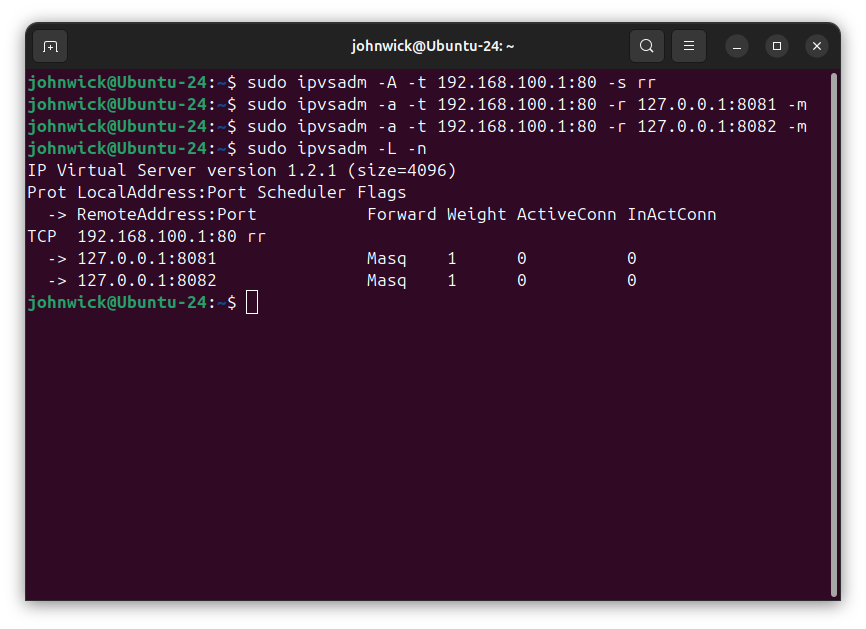 johnwick@Ubuntu-24: ~
johnwick@Ubuntu-24:~$ sudo ipvsadm -A -t 192.168.100.1:80 -s rr
johnwick@Ubuntu-24:~$ sudo ipvsadm -a -t 192.168.100.1:80 -r 127.0.0.1:8081 -m
johnwick@Ubuntu-24:~$ sudo ipvsadm -a -t 192.168.100.1:80 -r 127.0.0.1:8082 -m
johnwick@Ubuntu-24:~$ sudo ipvsadm -L -n
IP Virtual Server version 1.2.1 (size=4096)
Prot LocalAddress:Port Scheduler Flags
  -> RemoteAddress:Port           Forward Weight ActiveConn InActConn
TCP  192.168.100.1:80 rr
  -> 127.0.0.1:8081               Masq    1      0          0
  -> 127.0.0.1:8082               Masq    1      0          0
johnwick@Ubuntu-24:~$